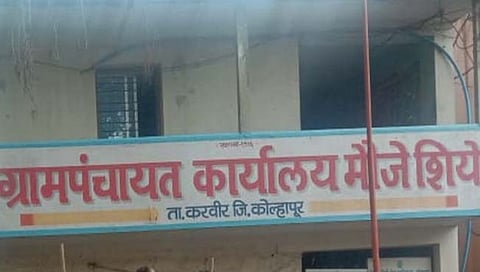 ग्रामपंचायत कार्यालय मौजे शिये
ता. करवीर जि. कोल्हापूर